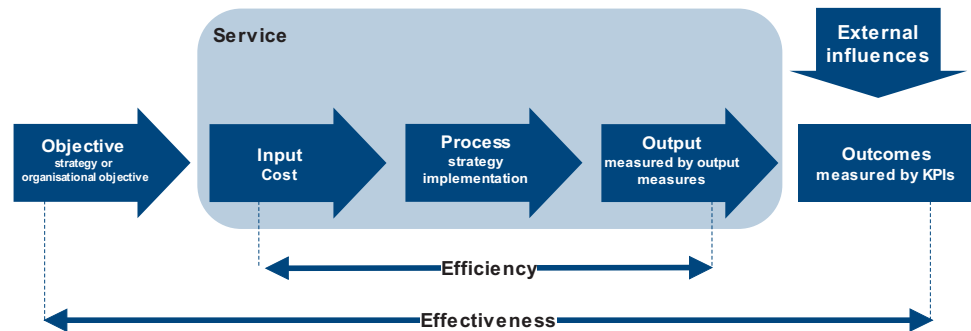 Service
External
influences
Objective
strategy or
organisational objective
Input
Cost
Process
strategy
implementation
Output
measured by output
measures
Outcomes
measured by KPIs
Efficiency
Effectiveness